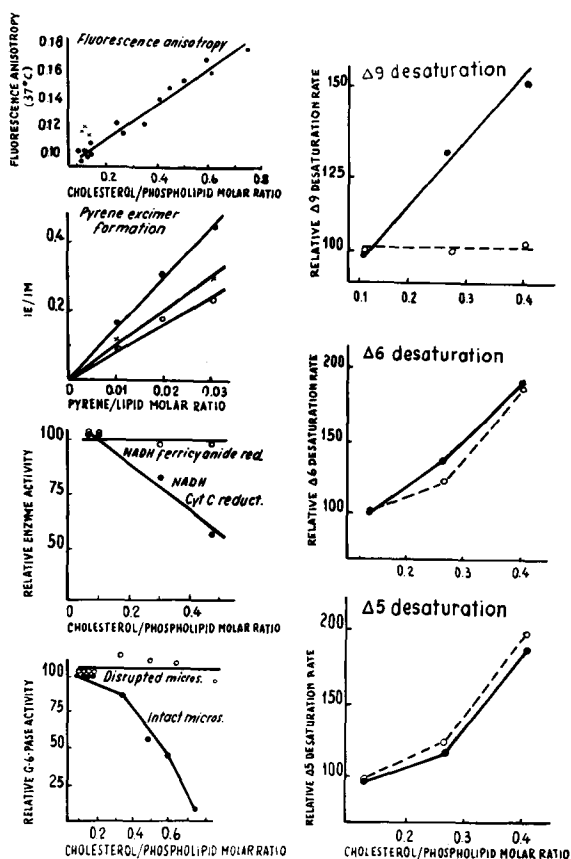 FLUORESCENCE ANISOTROPY
(37°C)
0.18
0.16
0.14
0.12
0.10
Fluorescence anisotropy
0 0.2 0.4 0.6 0.8
CHOLESTEROL/PHOSPHOLIPID MOLAR RATIO
IE/IM
0,4
0.2
Pyrene excimer
formation
0 0.01 0.02 0.03
PYRENE/LIPID MOLAR RATIO
RELATIVE ENZYME ACTIVITY
100
75
50
NADH ferricyanide red.
NADH
Cyt C reduct.
0 0.2 0.4
CHOLESTEROL/PHOSPHOLIPID MOLAR RATIO
RELATIVE G-6-PASE ACTIVITY
100
75
50
25
Disrupted micros.
Intact micros.
0.2 0.4 0.6
CHOLESTEROL/PHOSPHOLIPID MOLAR RATIO
RELATIVE Δ9 DESATURATION RATE
150
125
100
Δ9 desaturation
0.1 0.2 0.3 0.4
RELATIVE Δ6 DESATURATION RATE
200
150
100
Δ6 desaturation
0.2 0.3 0.4
RELATIVE Δ5 DESATURATION RATE
200
150
100
Δ5 desaturation
0.2 0.3 0.4
CHOLESTEROL/PHOSPHOLIPID MOLAR RATIO